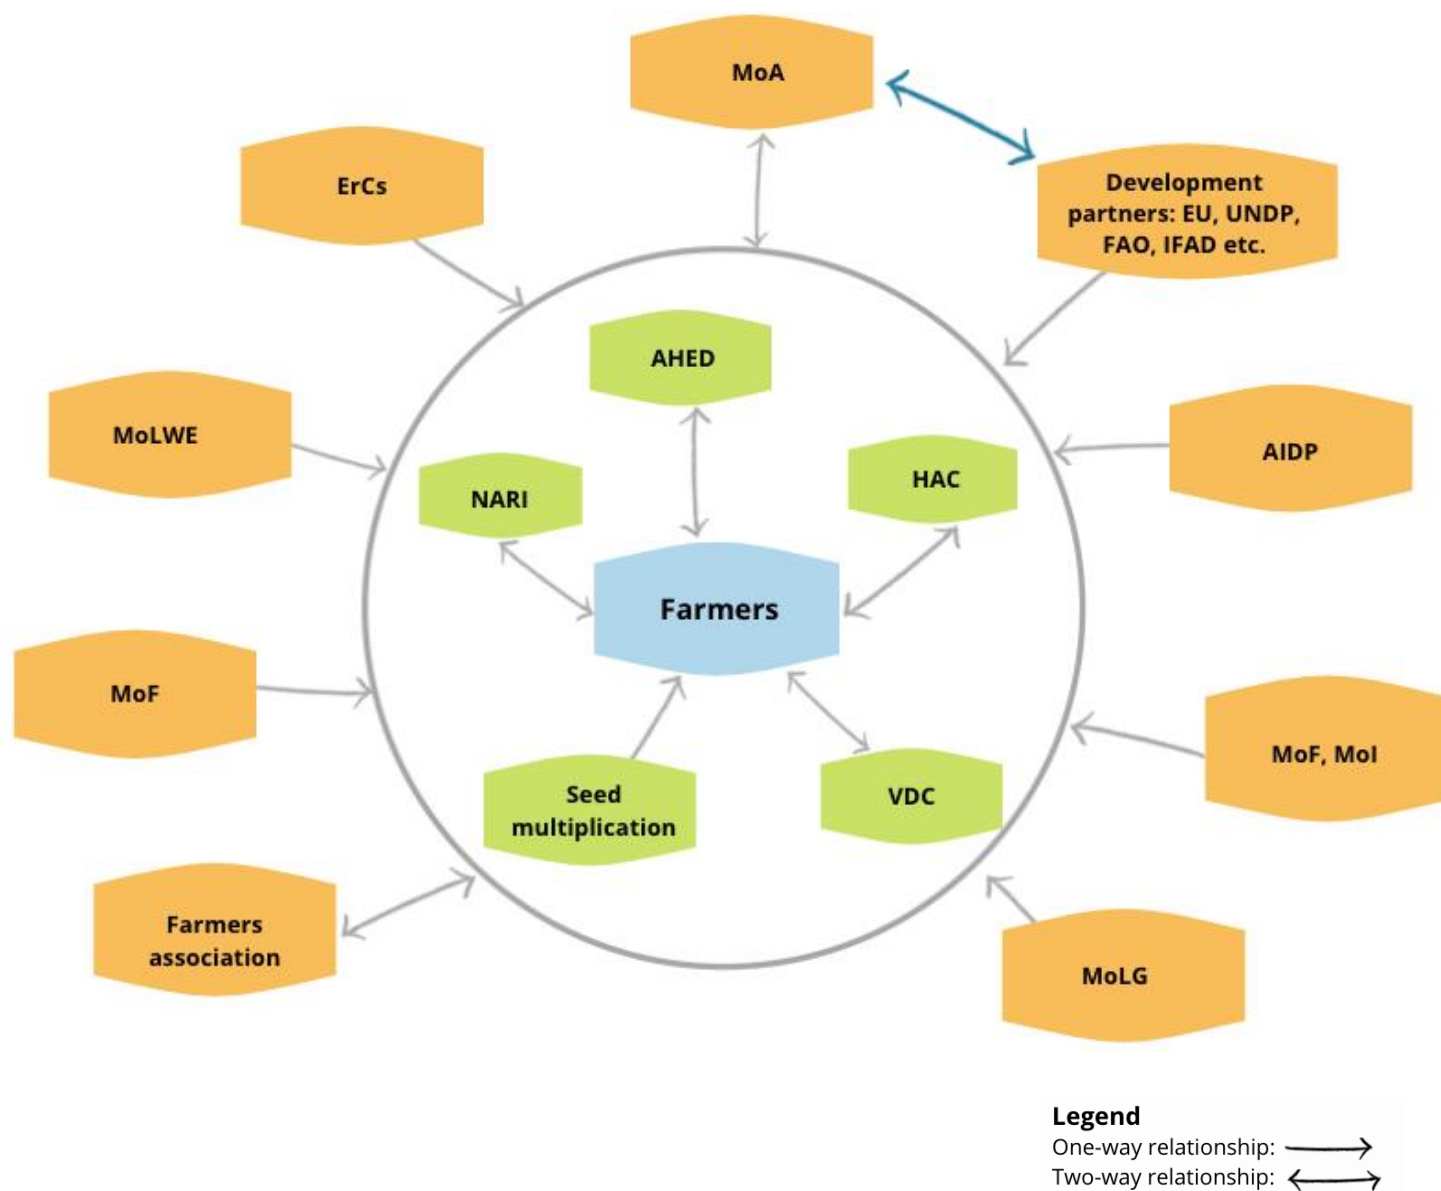 MoA
ErCs
Development
partners: EU, UNDP,
FAO, IFAD etc.
AHED
MoLWE
HAC
AIDP
NARI
Farmers
MoF
MoF, MoI
Seed
multiplication
VDC
Farmers
association
MoLG
Legend
One-way relationship:
Two-way relationship: